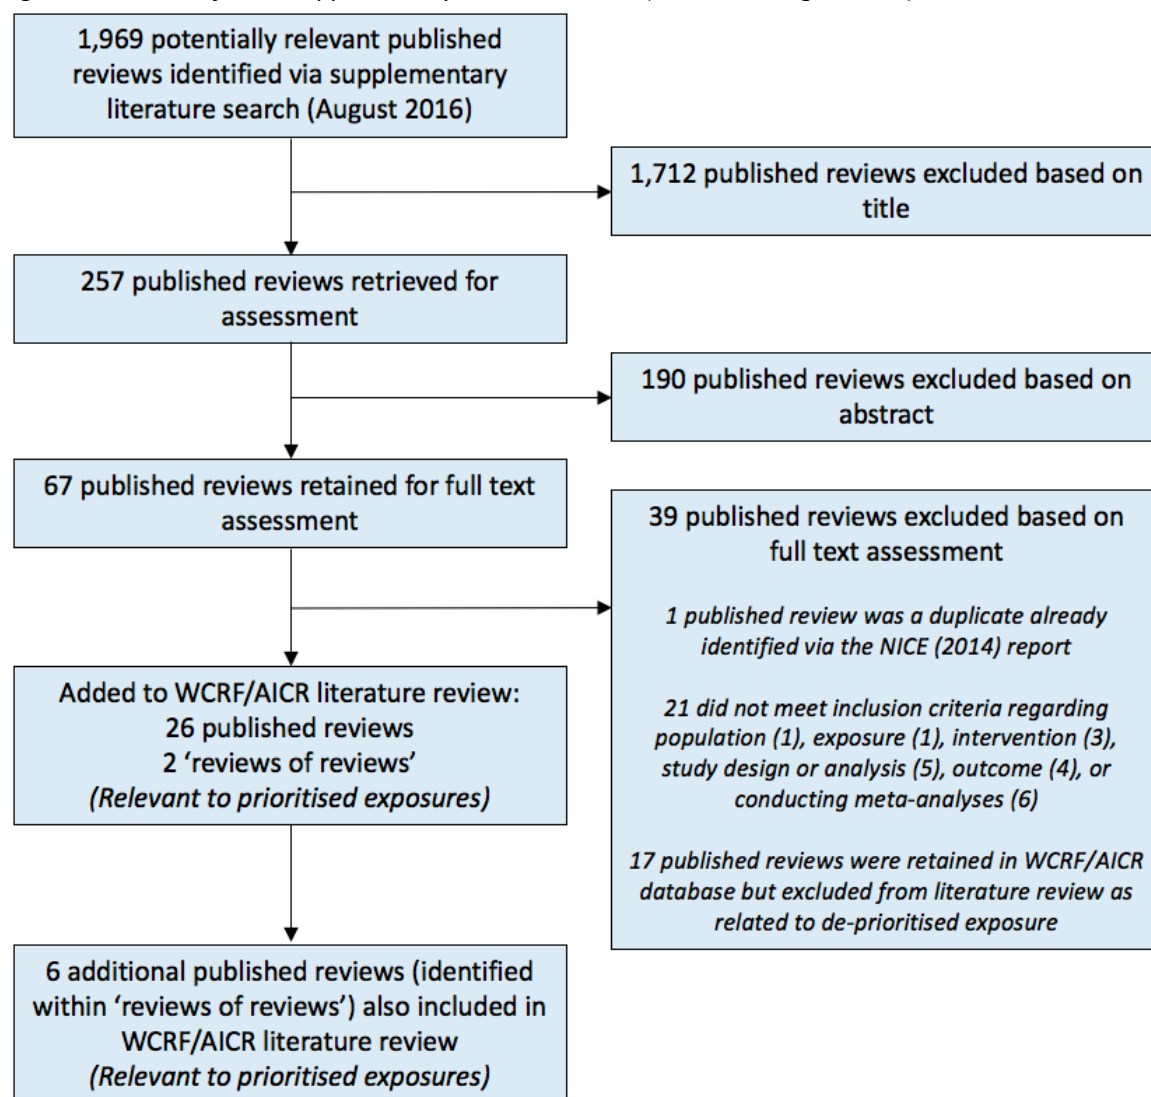 1,969 potentially relevant published
reviews identified via supplementary
literature search (August 2016)
1,712 published reviews excluded based on
title
257 published reviews retrieved for
assessment
190 published reviews excluded based on
abstract
67 published reviews retained for full text
assessment
39 published reviews excluded based on
full text assessment
1 published review was a duplicate already
identified via the NICE (2014) report
21 did not meet inclusion criteria regarding
population (1), exposure (1), intervention (3),
study design or analysis (5), outcome (4), or
conducting meta-analyses (6)
17 published reviews were retained in WCRF/AICR
database but excluded from literature review as
related to de-prioritised exposure
Added to WCRF/AICR literature review:
26 published reviews
2 ‘reviews of reviews’
(Relevant to prioritised exposures)
6 additional published reviews (identified
within ‘reviews of reviews’) also included in
WCRF/AICR literature review
(Relevant to prioritised exposures)